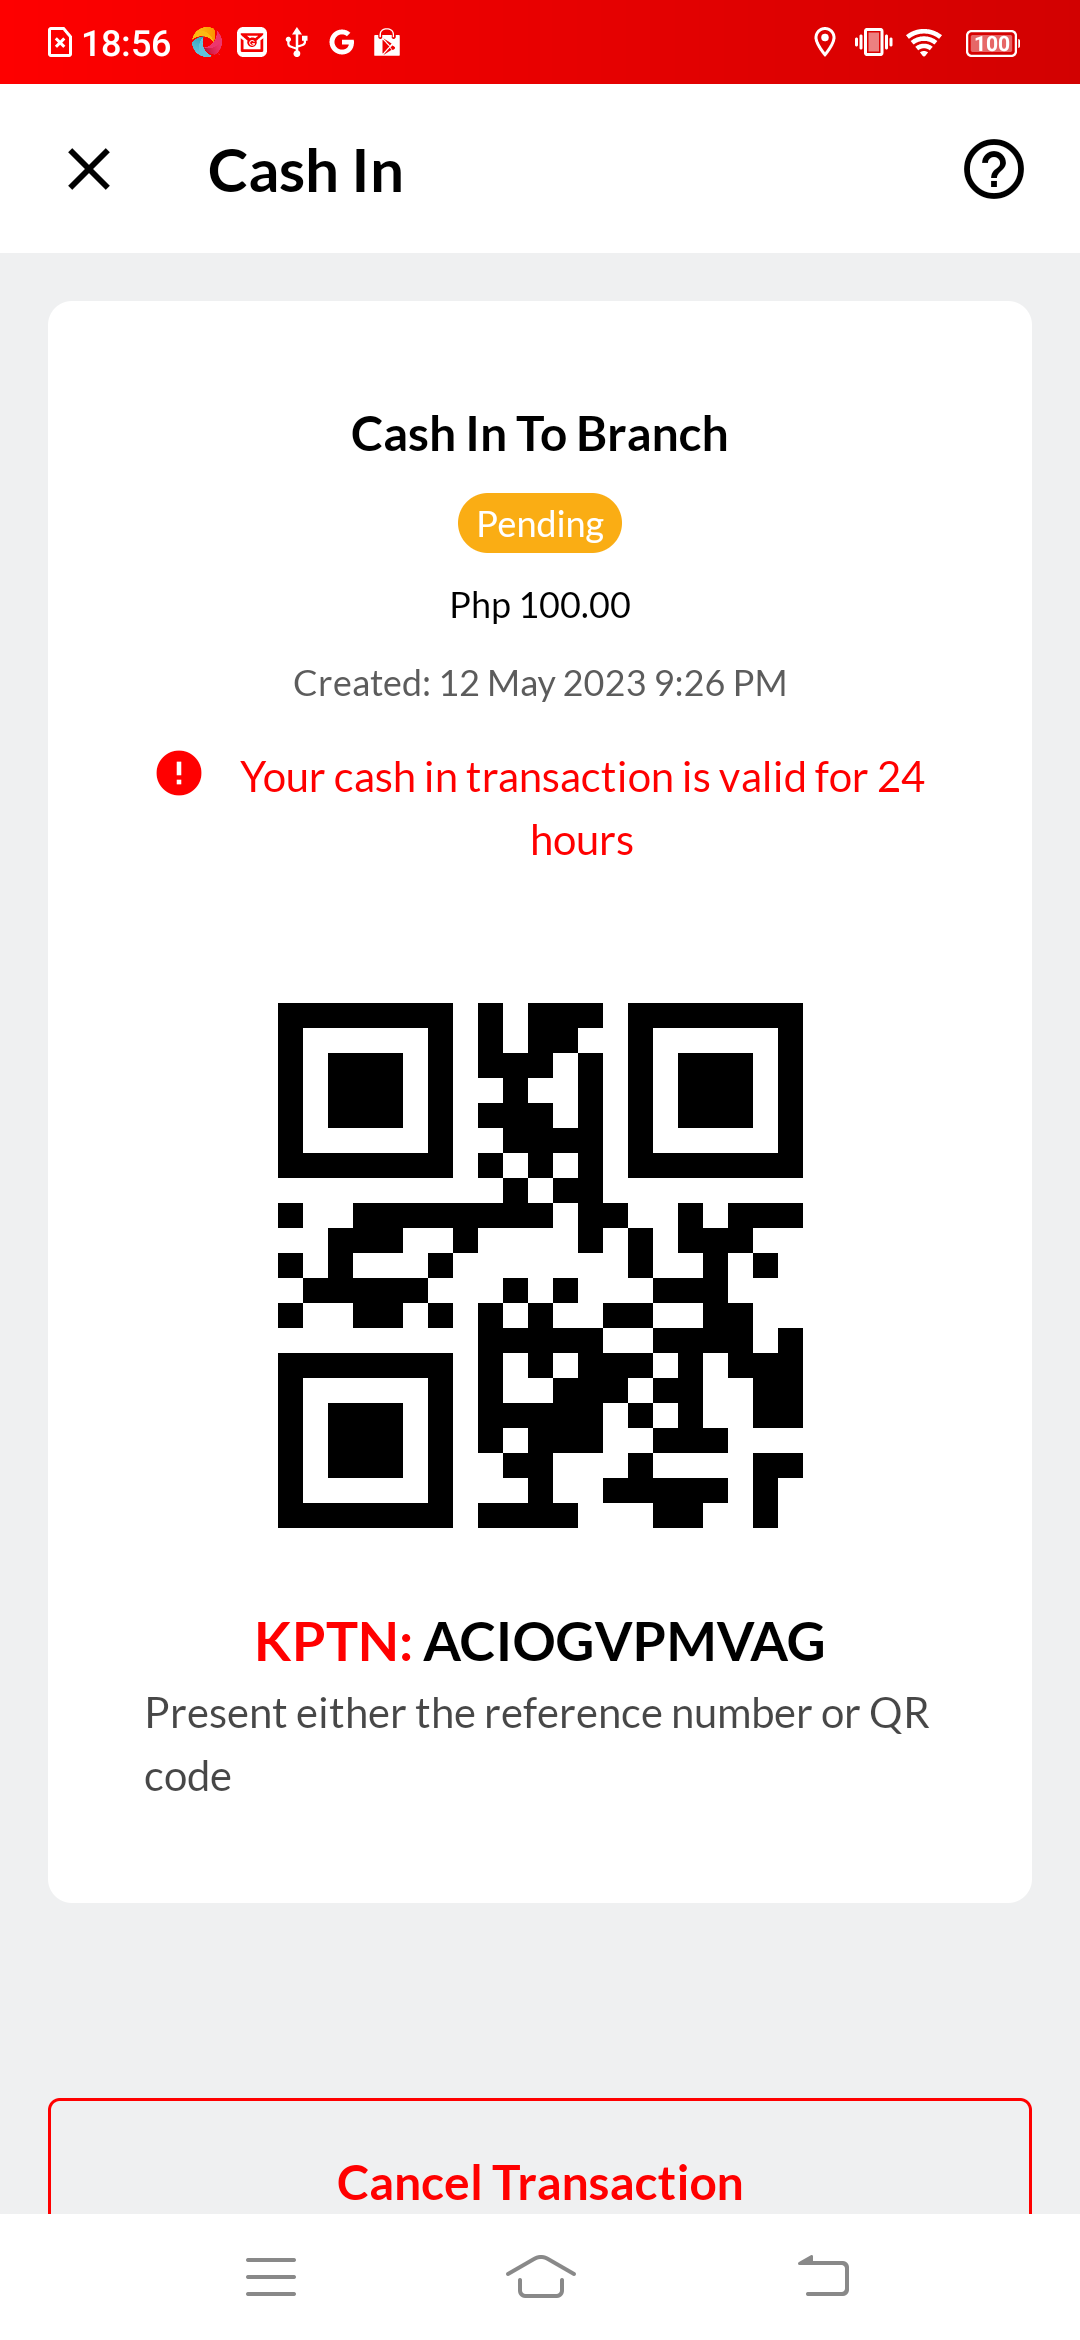 18:56
100
Cash In
Cash In To Branch
Pending
Php 100.00
Created: 12 May 2023 9:26 PM
Your cash in transaction is valid for 24
hours
KPTN: ACIOGVPMVAG
Present either the reference number or QR
code
Cancel Transaction